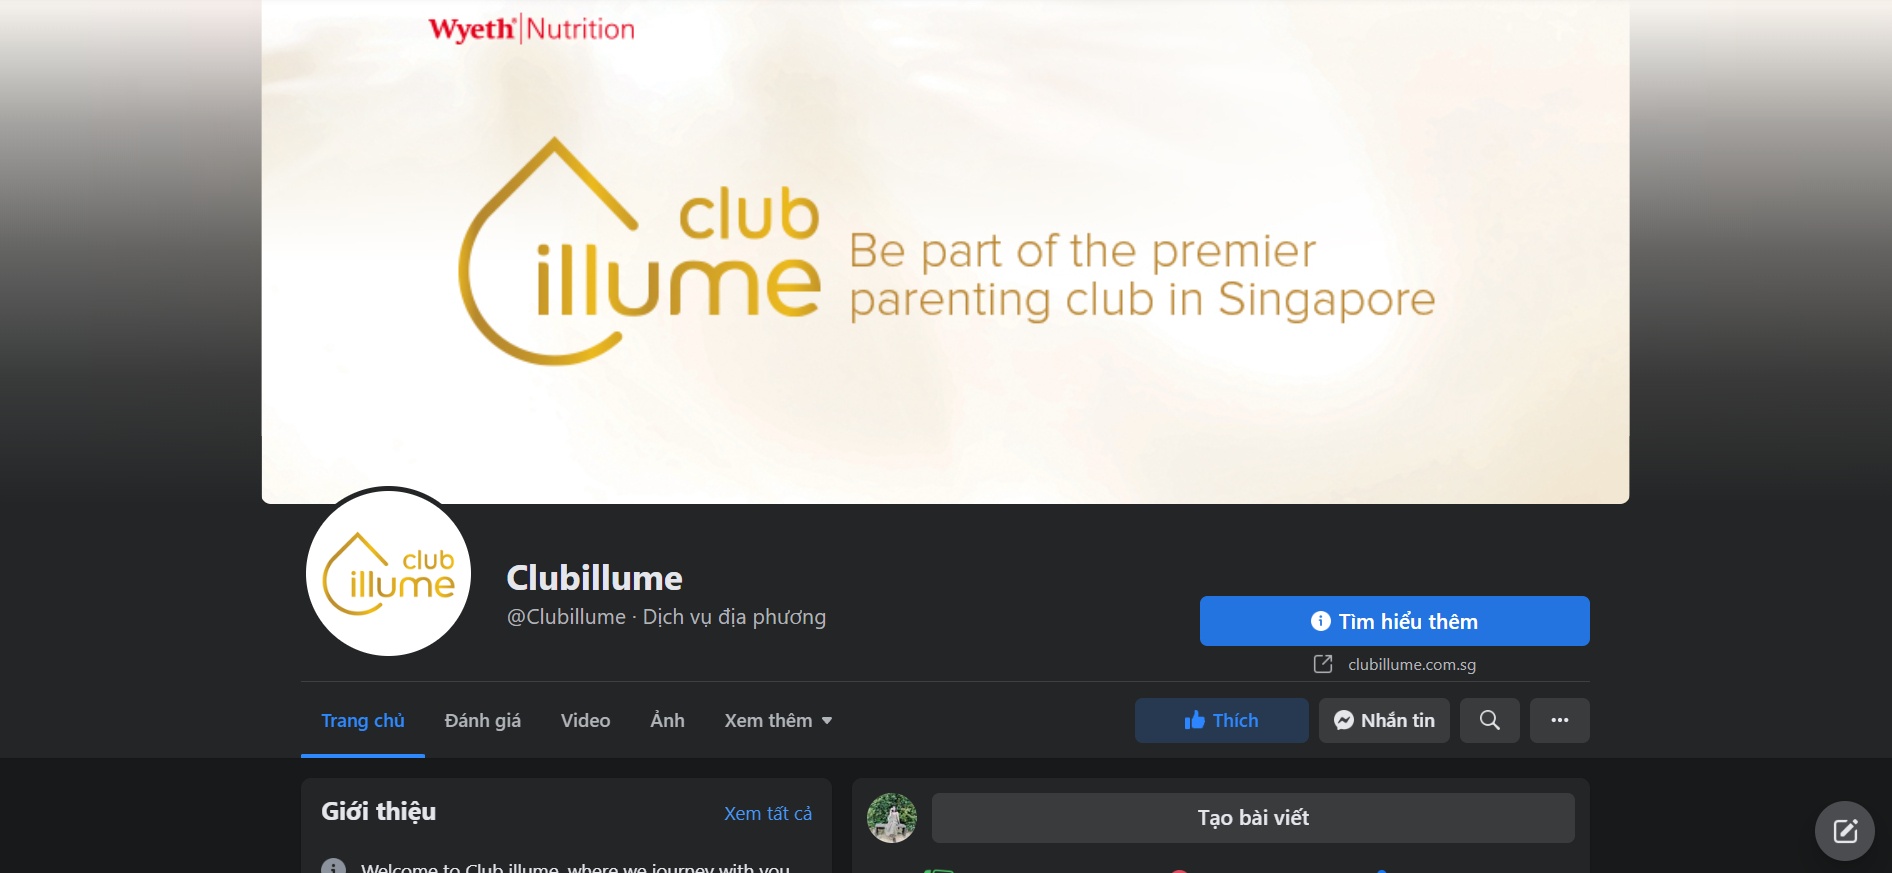 Wyeth® Nutrition
club
illume
Be part of the premier
parenting club in Singapore
club
illume
Clubillume
@Clubillume · Dịch vụ địa phương
Tìm hiểu thêm
clubillume.com.sg
Trang chủ
Đánh giá
Video
Ảnh
Xem thêm
Thích
Nhắn tin
Giới thiệu
Xem tất cả
Tạo bài viết
Welcome to Club illume, where we journey with you